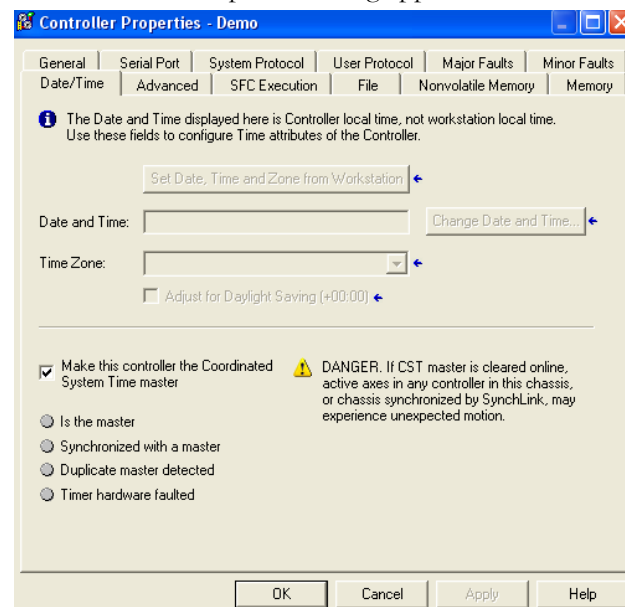 Controller Properties - Demo
General Serial Port System Protocol User Protocol Major Faults Minor Faults
Date/Time Advanced SFC Execution File Nonvolatile Memory Memory
The Date and Time displayed here is Controller local time, not workstation local time.
Use these fields to configure Time attributes of the Controller.
Set Date, Time and Zone from Workstation
Date and Time: Change Date and Time...
Time Zone:
Adjust for Daylight Saving (+00:00)
Make this controller the Coordinated
System Time master
DANGER. If CST master is cleared online,
active axes in any controller in this chassis,
or chassis synchronized by SynchLink, may
experience unexpected motion.
Is the master
Synchronized with a master
Duplicate master detected
Timer hardware faulted
OK Cancel Apply Help